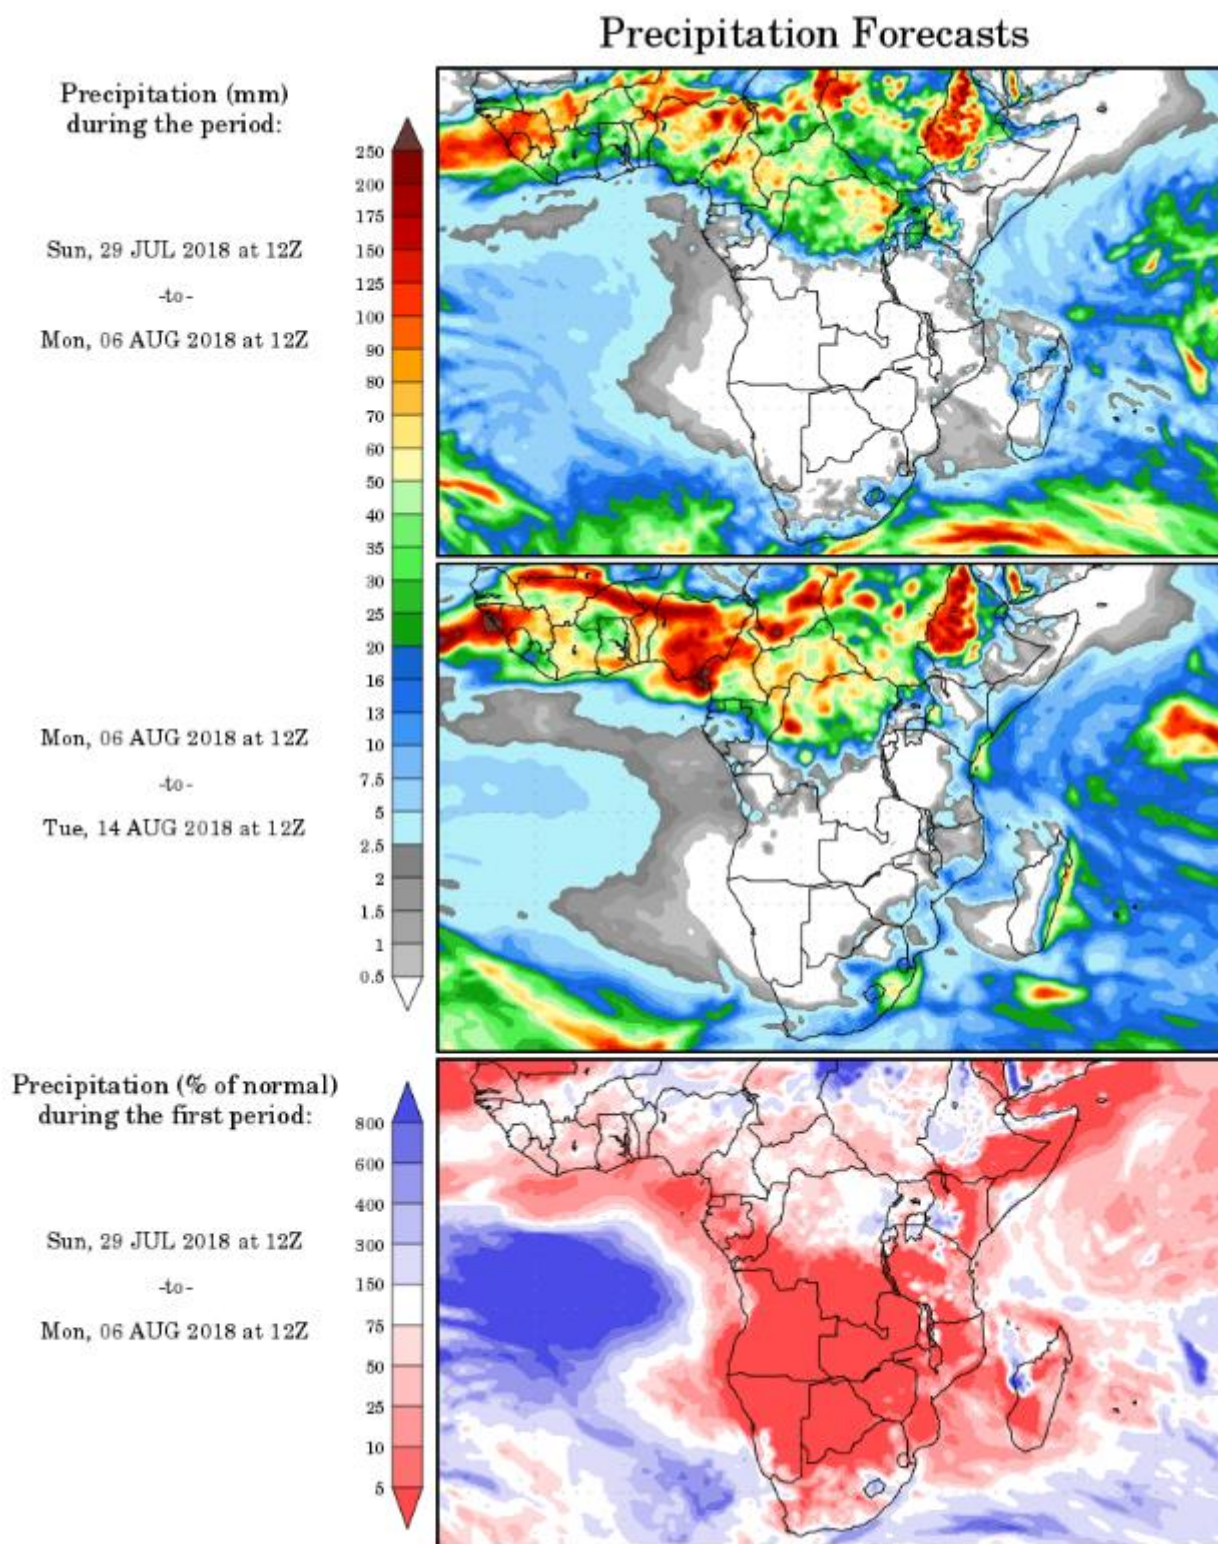 Precipitation Forecasts
Precipitation (mm)
during the period:
Sun, 29 JUL 2018 at 12Z
-to-
Mon, 06 AUG 2018 at 12Z
250
200
175
150
125
100
90
80
70
60
50
40
35
30
25
20
16
13
10
7.5
5
2.5
2
1.5
1
0.5
Mon, 06 AUG 2018 at 12Z
-to-
Tue, 14 AUG 2018 at 12Z
Precipitation (% of normal)
during the first period:
Sun, 29 JUL 2018 at 12Z
-to-
Mon, 06 AUG 2018 at 12Z
800
600
400
300
150
75
50
25
10
5